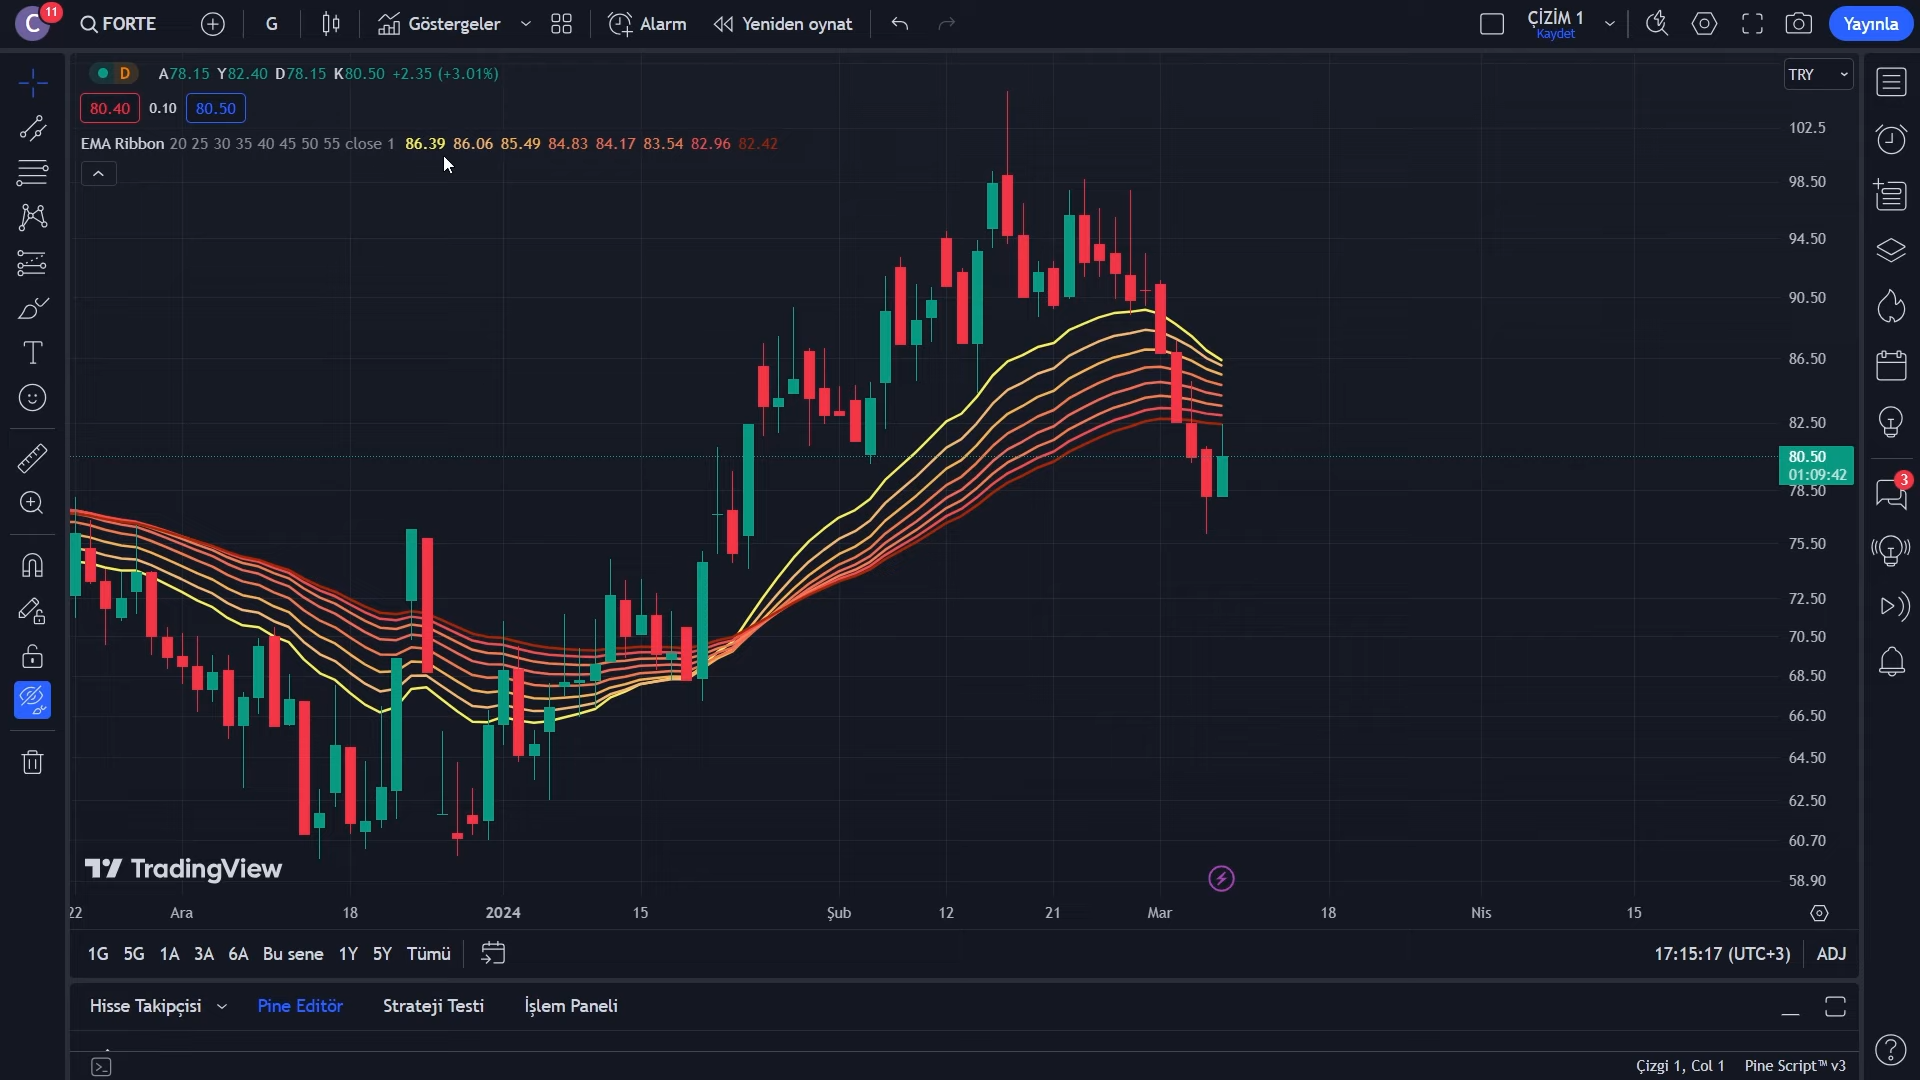 C 11 FORTE G Göstergeler Alarm Yeniden oynat ÇİZİM 1 Kaydet Yayınla
D A78.15 Y82.40 D78.15 K80.50 +2.35 (+3.01%)
TRY
80.40 0.10 80.50
EMA Ribbon 20 25 30 35 40 45 50 55 close 1 86.39 86.06 85.49 84.83 84.17 83.54 82.96 82.42
102.5
98.50
94.50
90.50
86.50
82.50
80.50
01:09:42
78.50
75.50
72.50
70.50
68.50
66.50
64.50
62.50
60.70
58.90
3
TradingView
22 Ara 18 2024 15 Şub 12 21 Mar 18 Nis 15
1G 5G 1A 3A 6A Bu sene 1Y 5Y Tümü 17:15:17 (UTC+3) ADJ
Hisse Takipçisi Pine Editör Strateji Testi İşlem Paneli
Çizgi 1, Col 1 Pine Script™ v3